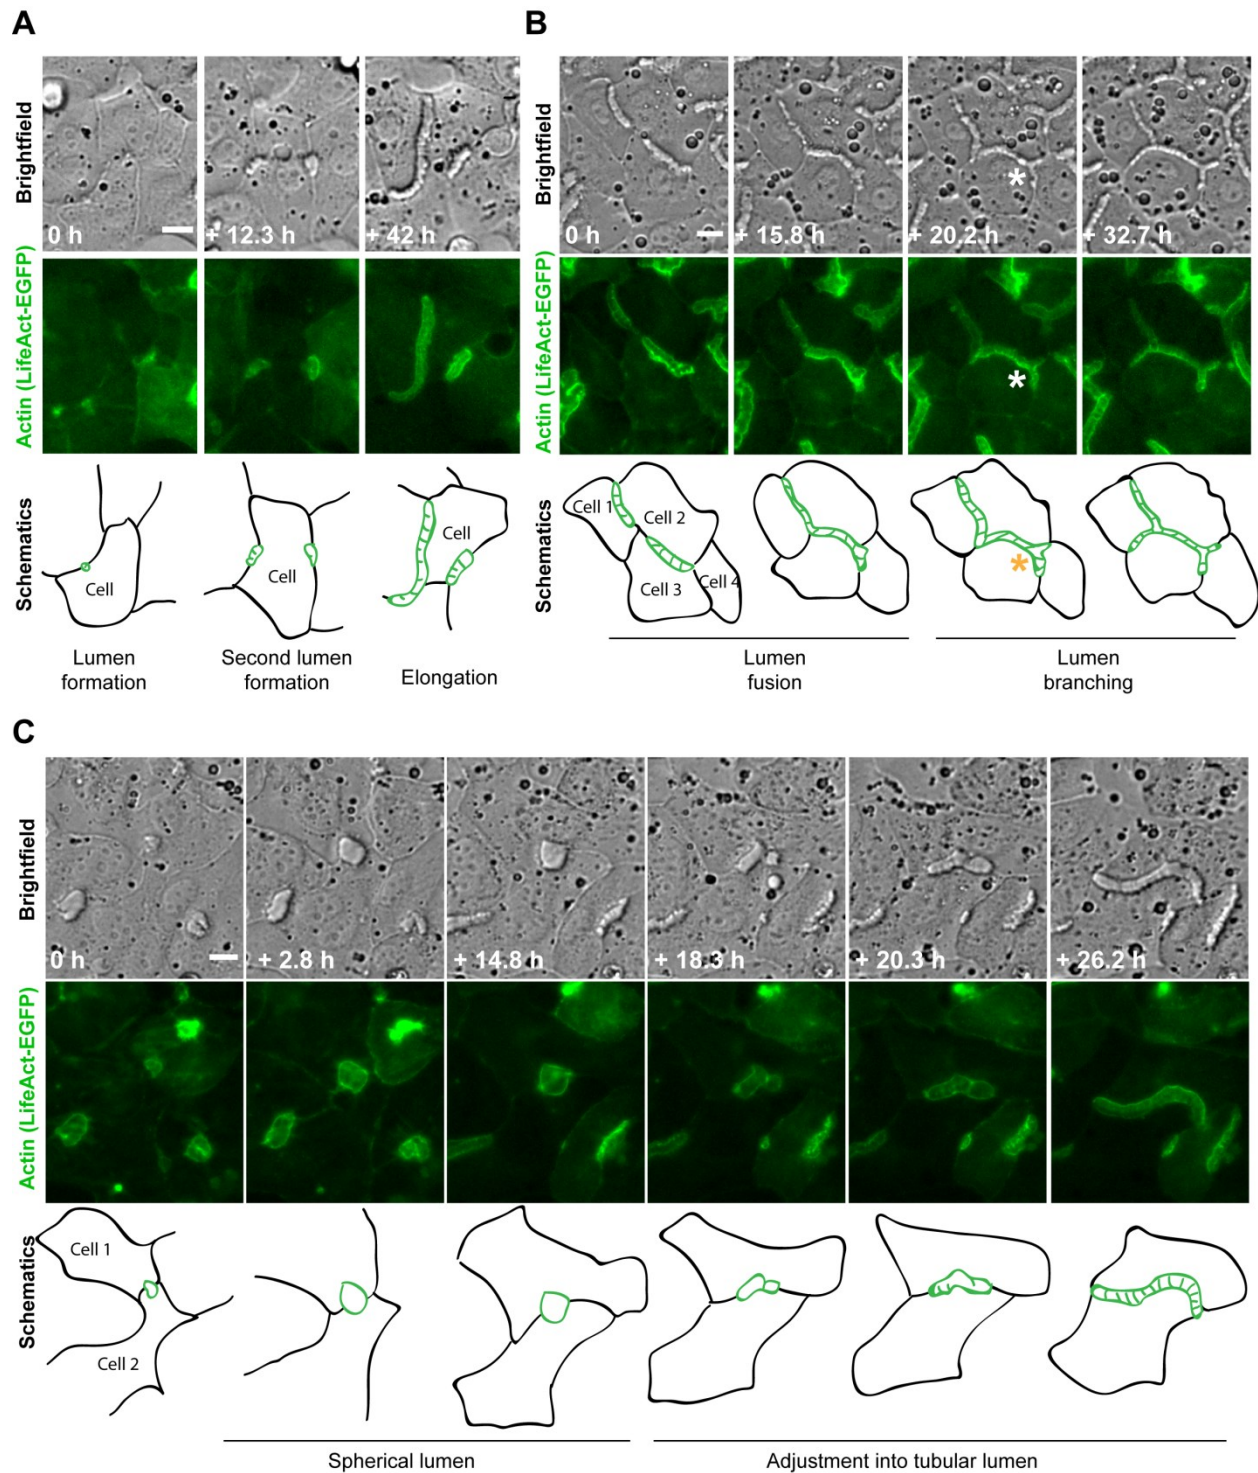 A
B
Brightfield
0 h
+ 12.3 h
+ 42 h
0 h
+ 15.8 h
+ 20.2 h
*
+ 32.7 h
Actin (LifeAct-EGFP)
*
Schematics
Cell
Cell
Cell
Cell 1
Cell 2
Cell 3
Cell 4
*
Brightfield
Actin (LifeAct-EGFP)
Schematics
Lumen
formation
Second lumen
formation
Elongation
Lumen
fusion
Lumen
branching
C
Brightfield
0 h
+ 2.8 h
+ 14.8 h
+ 18.3 h
+ 20.3 h
+ 26.2 h
Actin (LifeAct-EGFP)
Schematics
Cell 1
Cell 2
Spherical lumen
Adjustment into tubular lumen